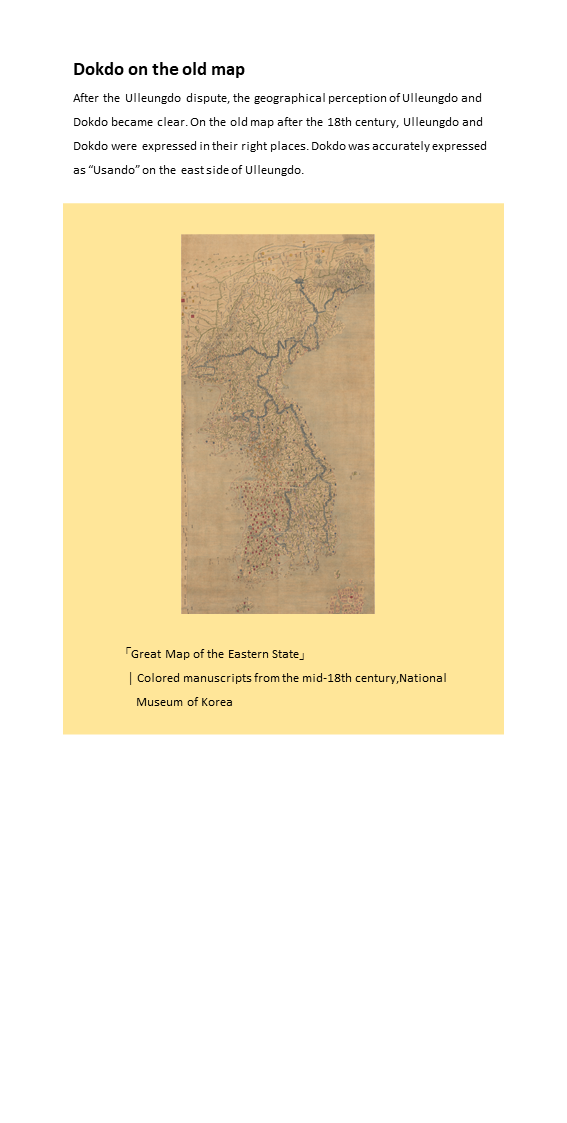 Dokdo on the old map
After the Ulleungdo dispute, the geographical perception of Ulleungdo and
Dokdo became clear. On the old map after the 18th century, Ulleungdo and
Dokdo were expressed in their right places. Dokdo was accurately expressed
as “Usando” on the east side of Ulleungdo.
「Great Map of the Eastern State」
| Colored manuscripts from the mid-18th century,National
Museum of Korea